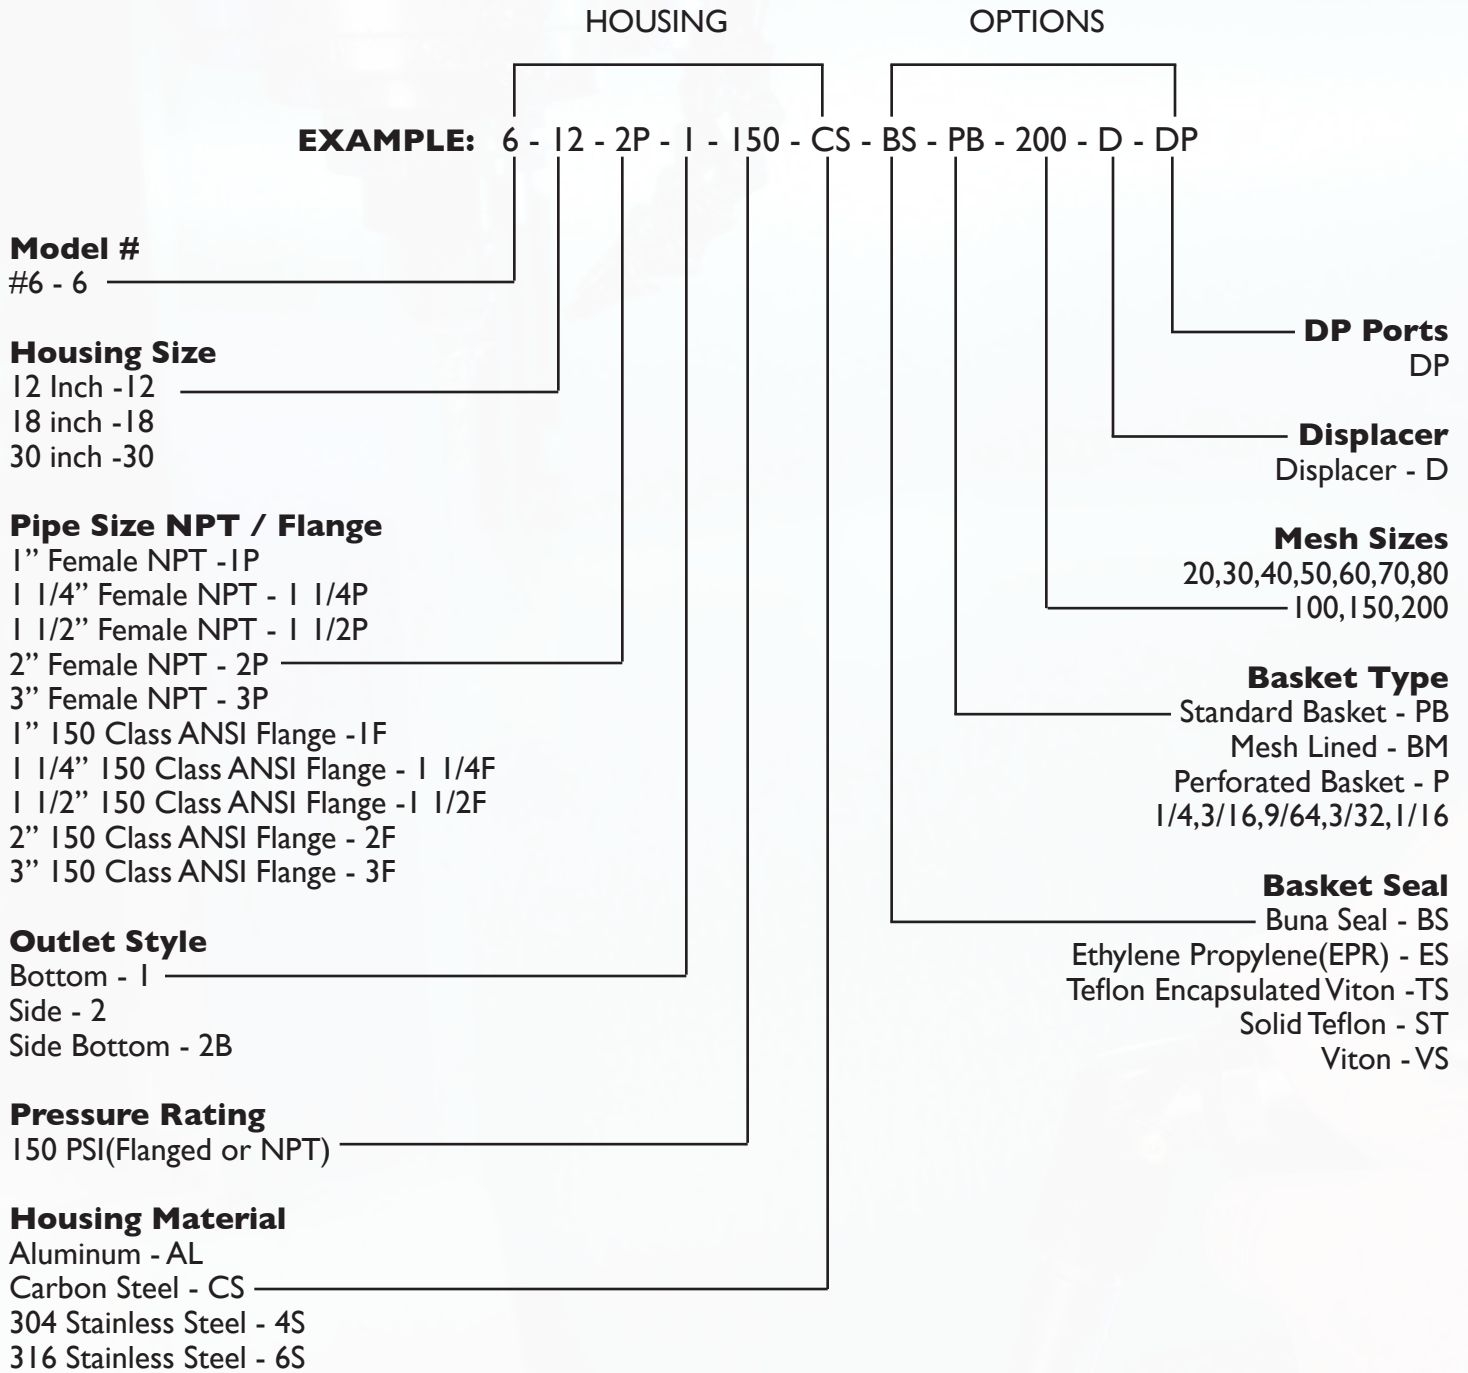 HOUSING
OPTIONS
EXAMPLE: 6 - 12 - 2P - 1 - 150 - CS - BS - PB - 200 - D - DP
Model #
#6 - 6
Housing Size
12 Inch -12
18 inch -18
30 inch -30
Pipe Size NPT / Flange
1” Female NPT -1P
1 1/4” Female NPT - 1 1/4P
1 1/2” Female NPT - 1 1/2P
2” Female NPT - 2P
3” Female NPT - 3P
1” 150 Class ANSI Flange -1F
1 1/4” 150 Class ANSI Flange - 1 1/4F
1 1/2” 150 Class ANSI Flange -1 1/2F
2” 150 Class ANSI Flange - 2F
3” 150 Class ANSI Flange - 3F
Outlet Style
Bottom - 1
Side - 2
Side Bottom - 2B
Pressure Rating
150 PSI(Flanged or NPT)
Housing Material
Aluminum - AL
Carbon Steel - CS
304 Stainless Steel - 4S
316 Stainless Steel - 6S
DP Ports
DP
Displacer
Displacer - D
Mesh Sizes
20,30,40,50,60,70,80
100,150,200
Basket Type
Standard Basket - PB
Mesh Lined - BM
Perforated Basket - P
1/4,3/16,9/64,3/32,1/16
Basket Seal
Buna Seal - BS
Ethylene Propylene(EPR) - ES
Teflon Encapsulated Viton -TS
Solid Teflon - ST
Viton - VS